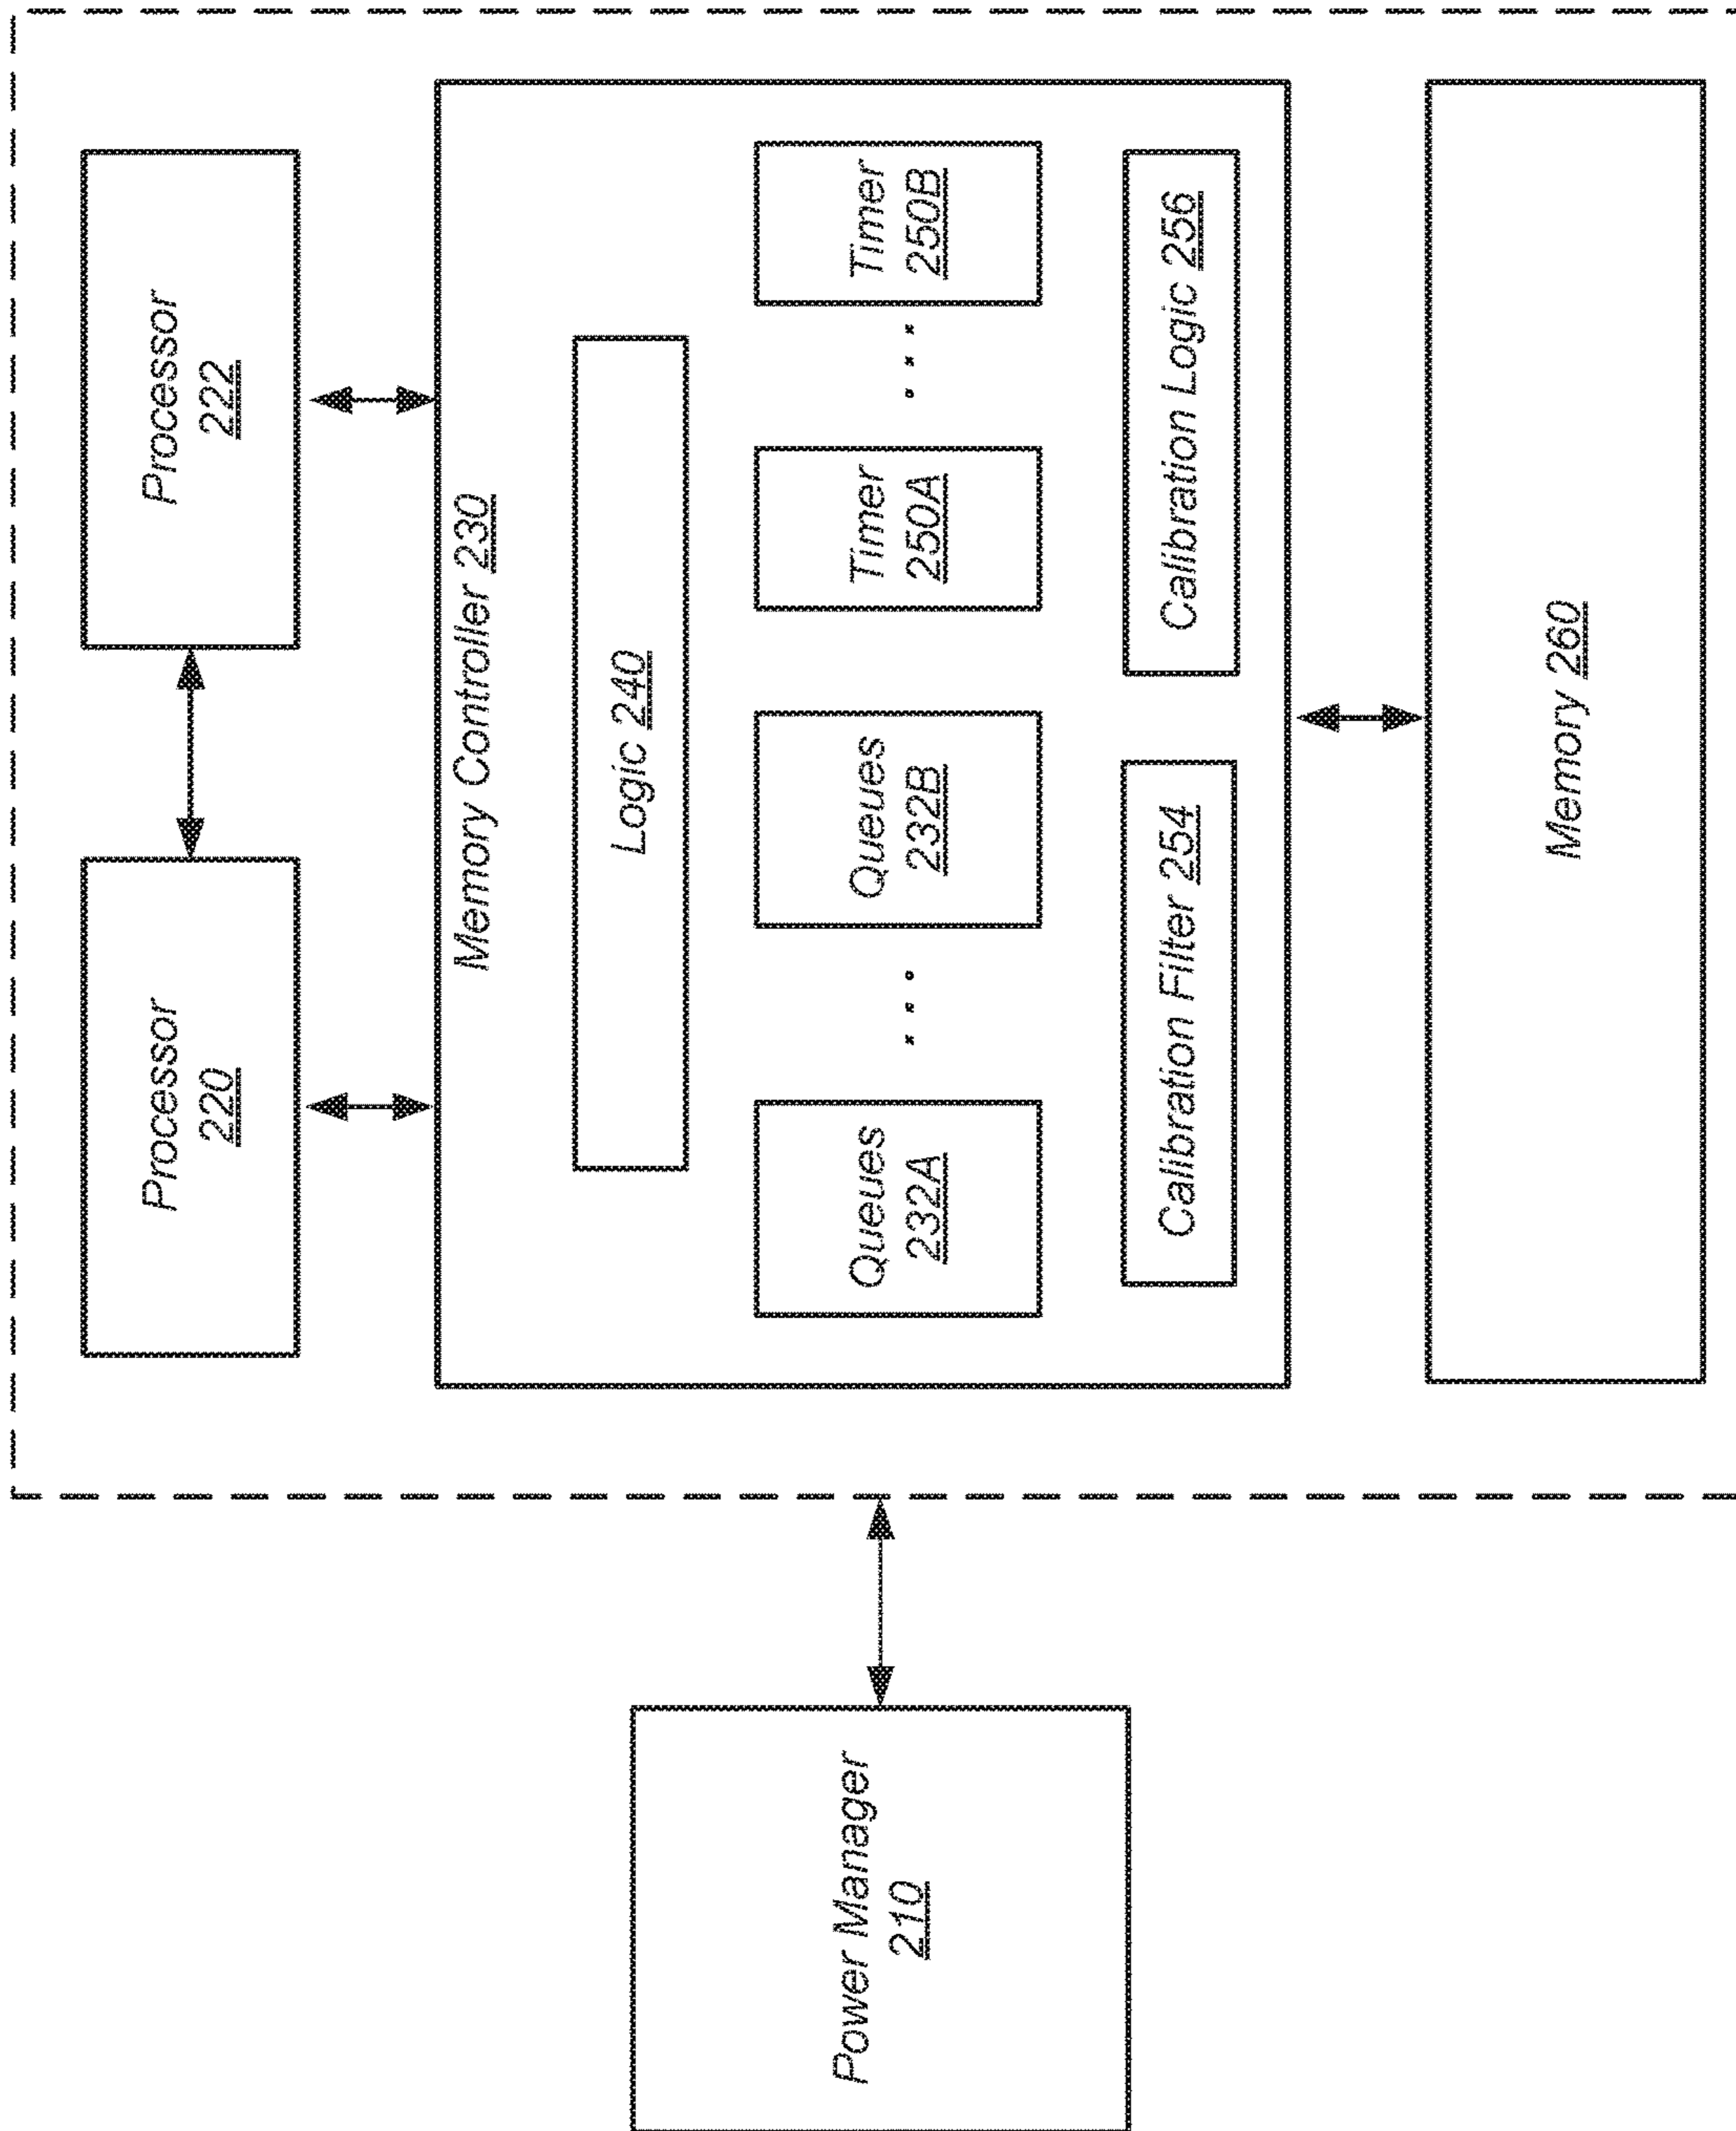 Power Manager
210
Processor
220
Processor
222
Memory Controller 230
Logic 240
Queues
232A
Queues
232B
Timer
250A
Timer
250B
Calibration Filter 254
Calibration Logic 256
Memory 260